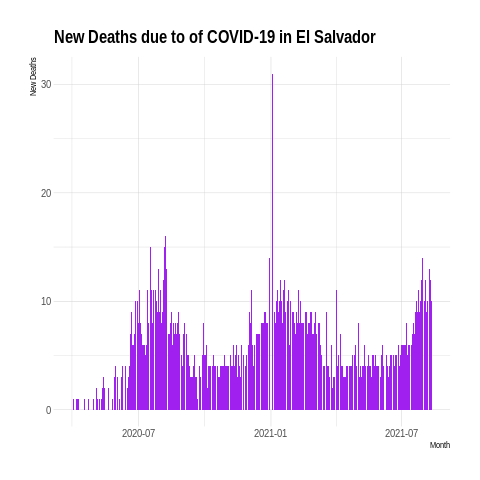 New Deaths due to of COVID-19 in El Salvador
New Deaths
30
20
10
0
2020-07
2021-01
2021-07
Month